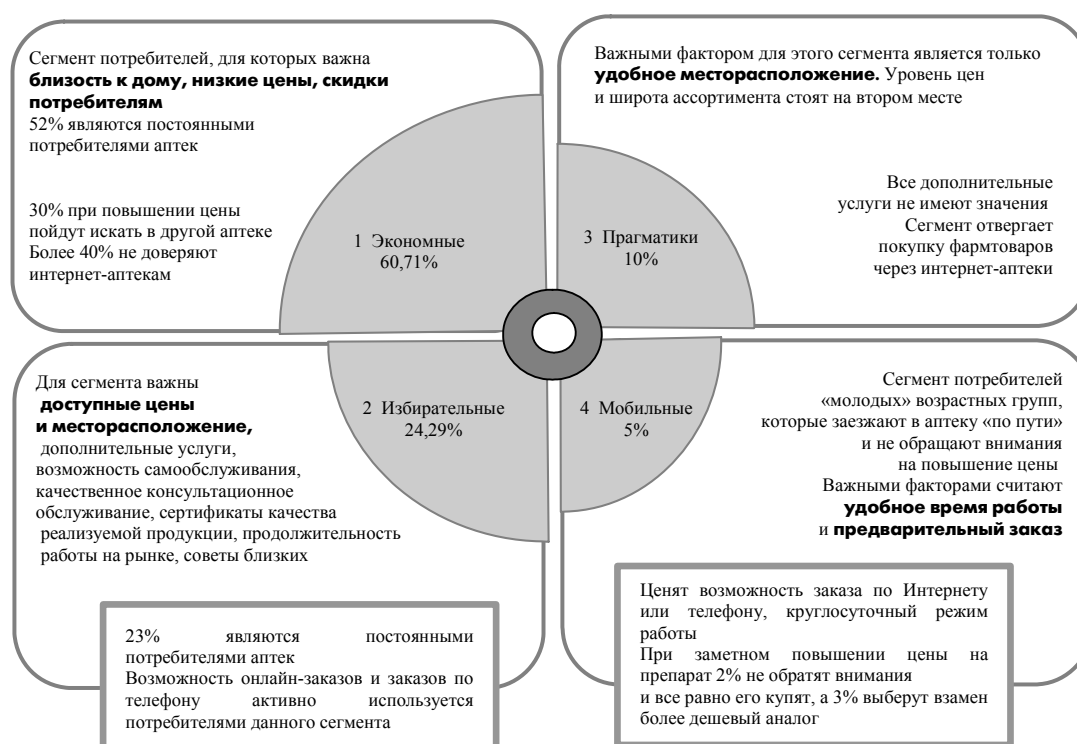 Сегмент потребителей, для которых важна
близость к дому, низкие цены, скидки
потребителям
52% являются постоянными
потребителями аптек
30% при повышении цены
пойдут искать в другой аптеке
Более 40% не доверяют
интернет-аптекам
1 Экономные
60,71%
Важными фактором для этого сегмента является только
удобное месторасположение. Уровень цен
и широта ассортимента стоят на втором месте
Все дополнительные
услуги не имеют значения
Сегмент отвергает
покупку фармтоваров
через интернет-аптеки
3 Прагматики
10%
Для сегмента важны
доступные цены
и месторасположение,
дополнительные услуги,
возможность самообслуживания,
качественное консультационное
обслуживание, сертификаты качества
реализуемой продукции, продолжительность
работы на рынке, советы близких
2 Избирательные
24,29%
23% являются постоянными
потребителями аптек
Возможность онлайн-заказов и заказов по
телефону активно используется
потребителями данного сегмента
4 Мобильные
5%
Сегмент потребителей
«молодых» возрастных групп,
которые заезжают в аптеку «по пути»
и не обращают внимания
на повышение цены
Важными факторами считают
удобное время работы
и предварительный заказ
Ценят возможность заказа по Интернету
или телефону, круглосуточный режим
работы
При заметном повышении цены на
препарат 2% не обратят внимания
и все равно его купят, а 3% выберут взамен
более дешевый аналог